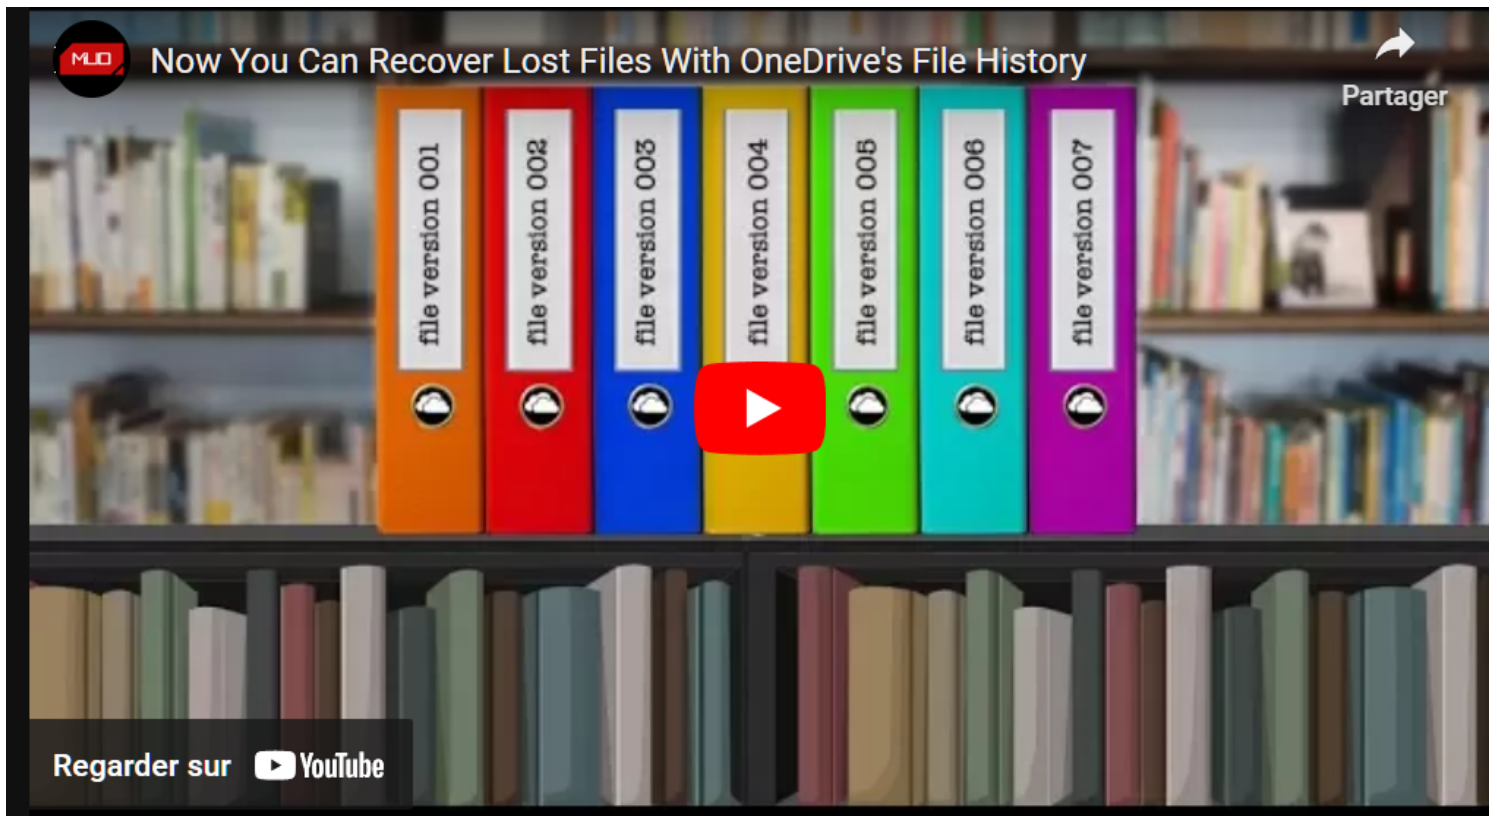 MUO
Now You Can Recover Lost Files With OneDrive's File History
Partager
file version 001
file version 002
file version 003
file version 004
file version 005
file version 006
file version 007
Regarder sur YouTube